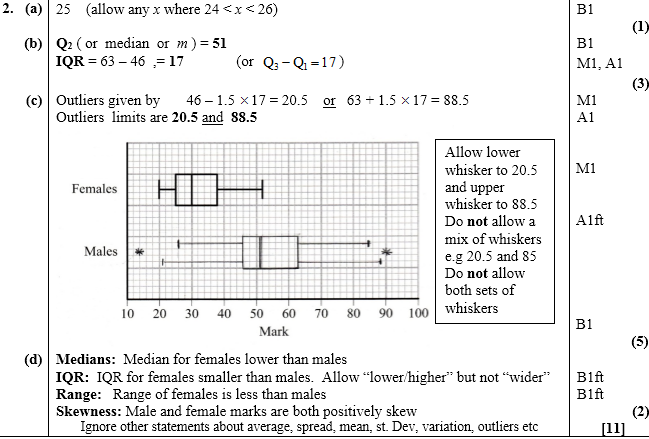 2. (a) 25 (allow any x where 24 < x < 26) B1
(1)
(b) Q₂ ( or median or m ) = 51 B1
IQR = 63 – 46 ,= 17 (or Q₃ – Q₁ = 17 ) M1, A1
(3)
(c) Outliers given by 46 – 1.5 × 17 = 20.5 or 63 + 1.5 × 17 = 88.5 M1
Outliers limits are 20.5 and 88.5 A1
Allow lower
whisker to 20.5 M1
and upper
whisker to 88.5
Do not allow a A1ft
mix of whiskers
e.g 20.5 and 85
Do not allow
both sets of
whiskers
B1
Females
Males * *
10 20 30 40 50 60 70 80 90 100
Mark
(5)
(d) Medians: Median for females lower than males
IQR: IQR for females smaller than males. Allow “lower/higher” but not “wider” B1ft
Range: Range of females is less than males B1ft
Skewness: Male and female marks are both positively skew (2)
Ignore other statements about average, spread, mean, st. Dev, variation, outliers etc [11]